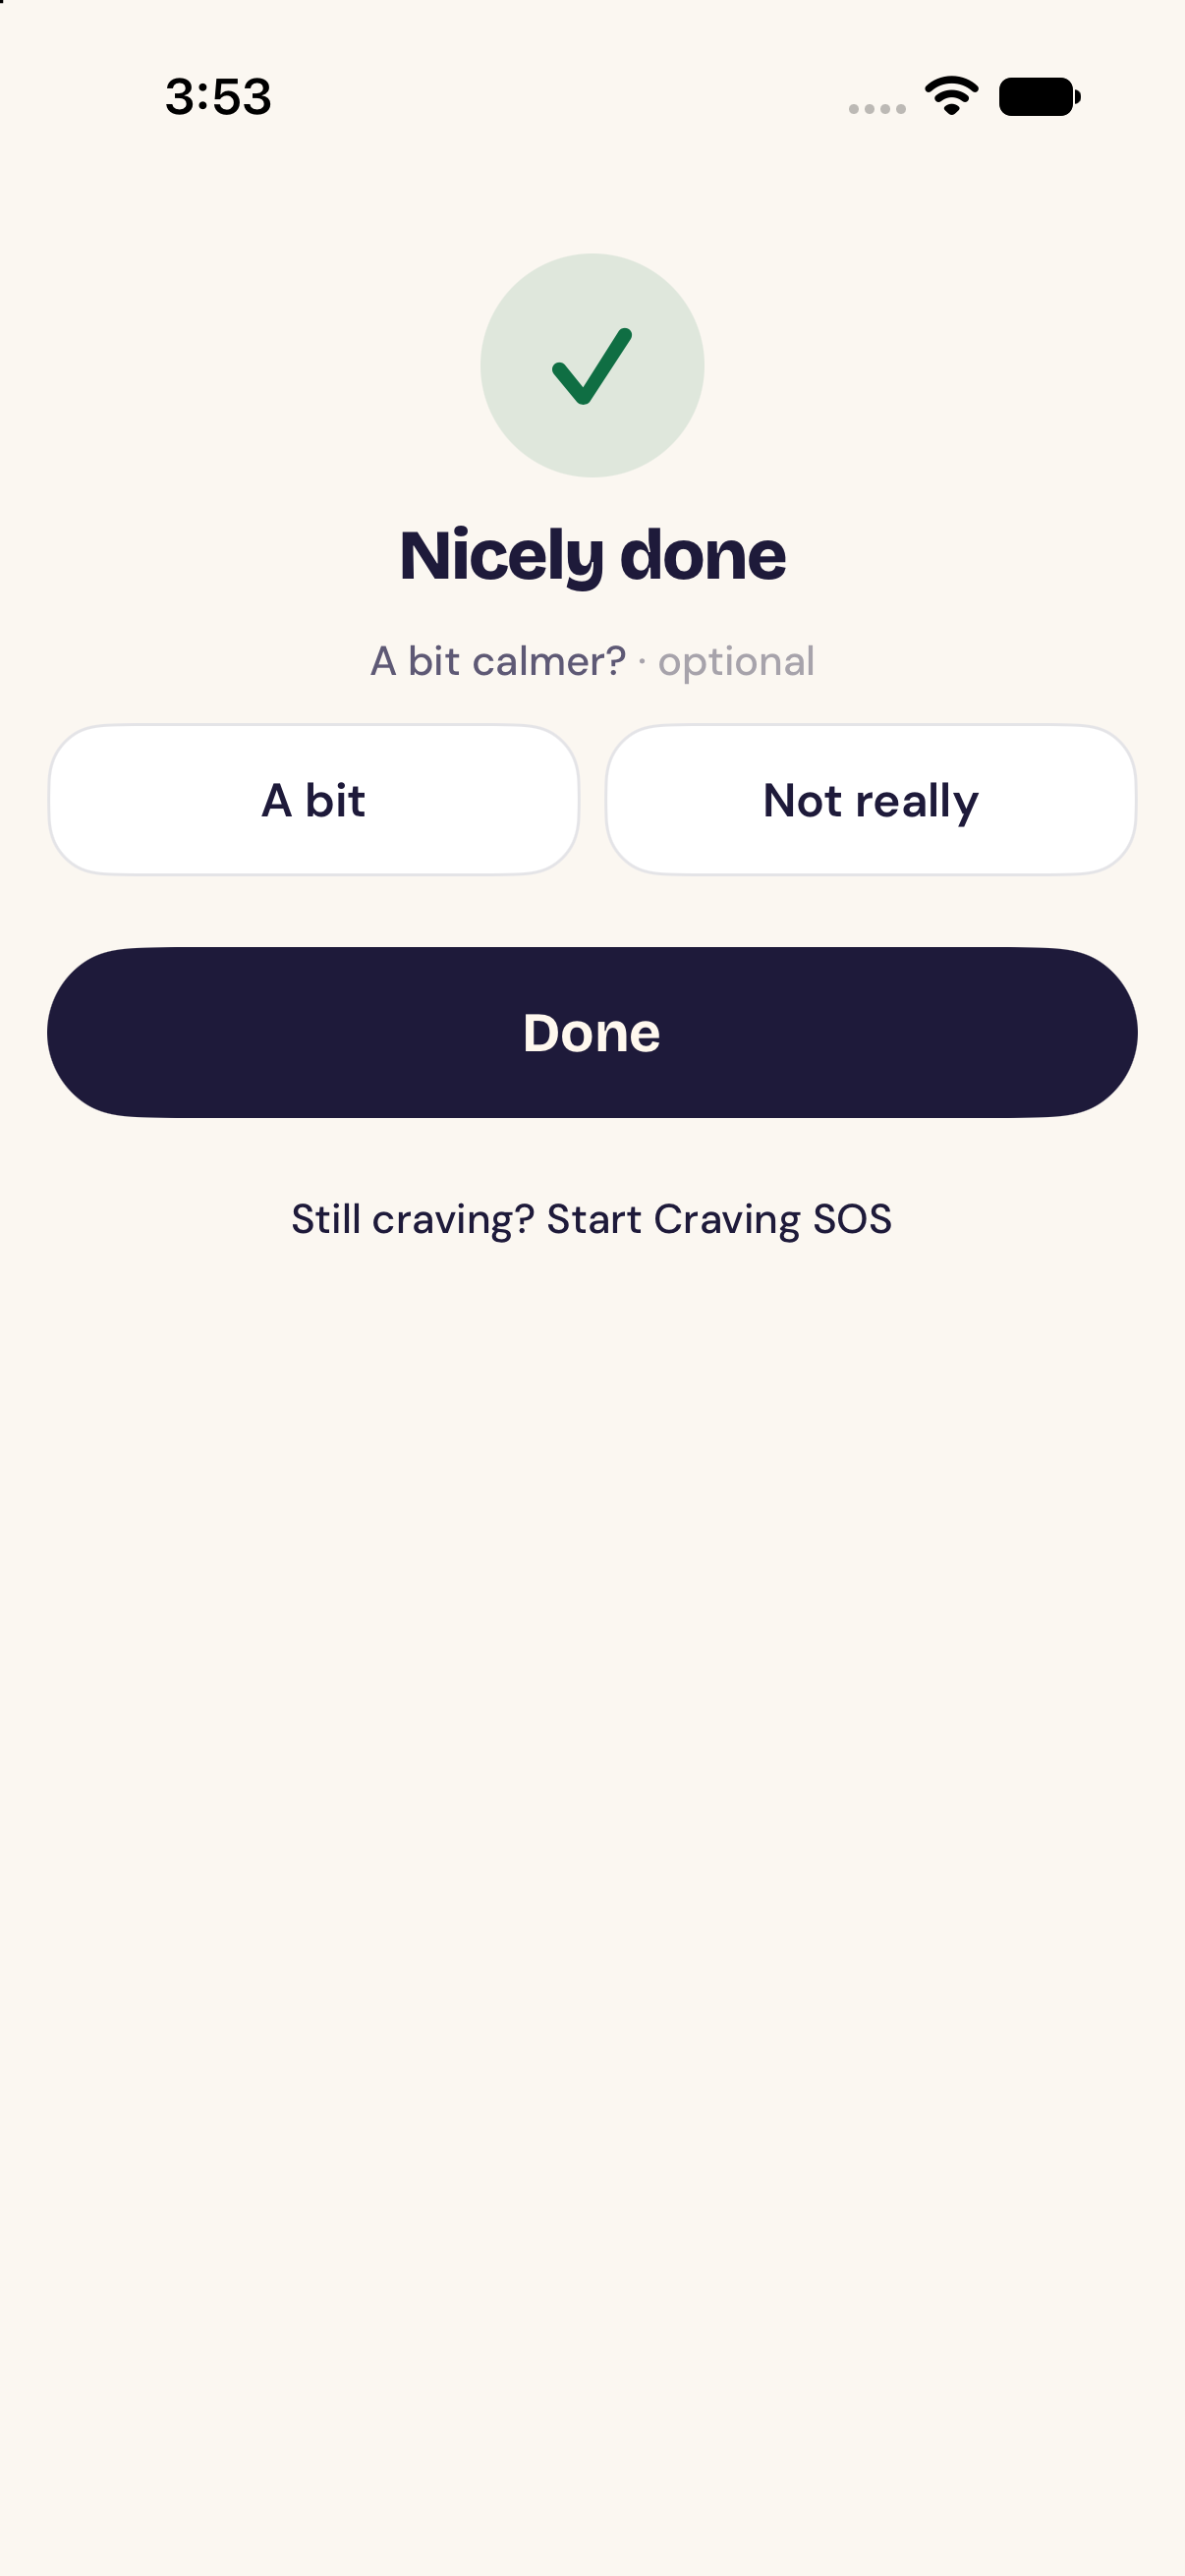 3:53
Nicely done
A bit calmer? · optional
A bit
Not really
Done
Still craving? Start Craving SOS